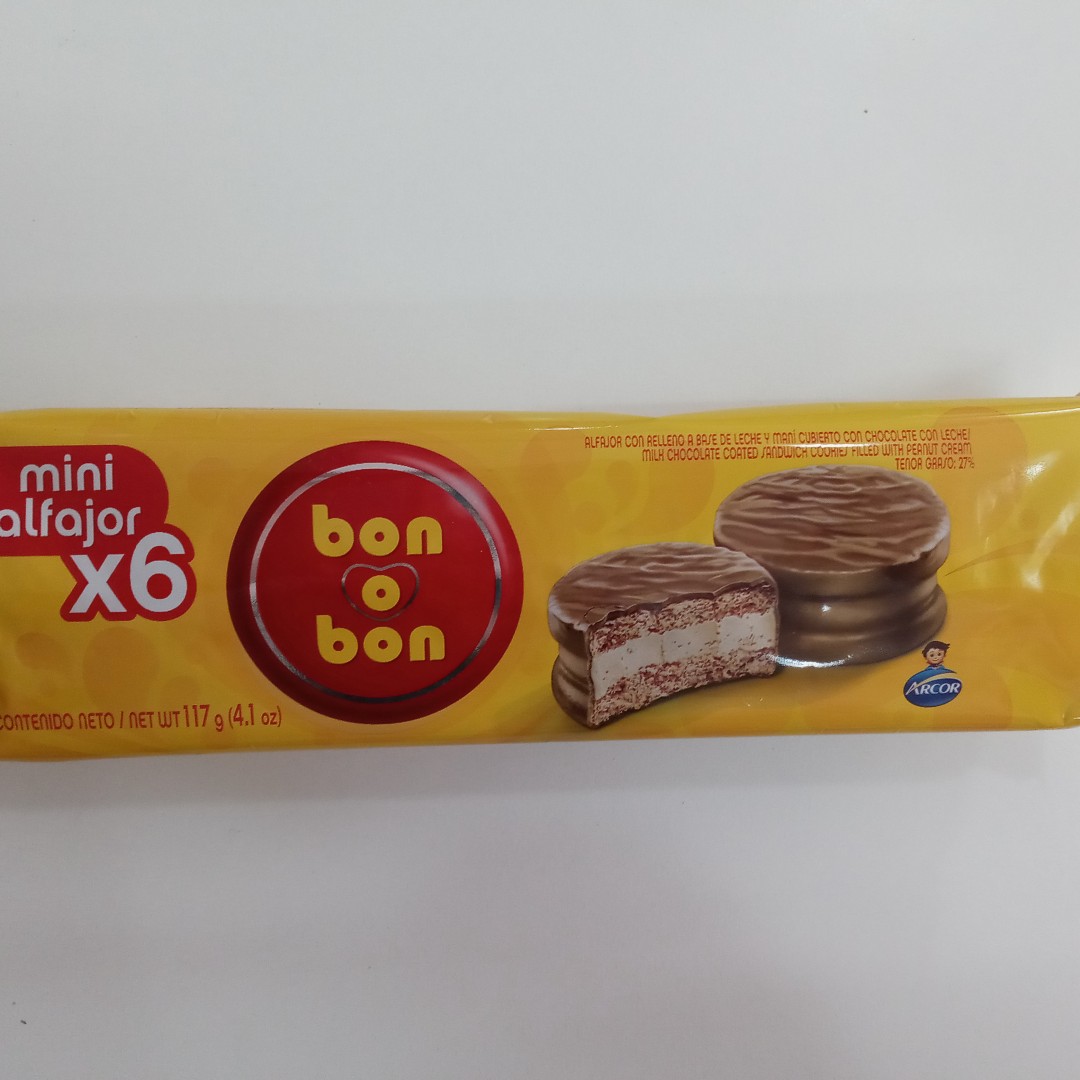 mini
alfajor
x6
bon
o
bon
ALFAJOR CON RELLENO A BASE DE LECHE Y MANÍ CUBIERTO CON CHOCOLATE CON LECHE/
MILK CHOCOLATE COATED SANDWICH COOKIES FILLED WITH PEANUT CREAM
TENOR GRASO: 27%
ARCOR
CONTENIDO NETO / NET WT 117 g (4.1 oz)